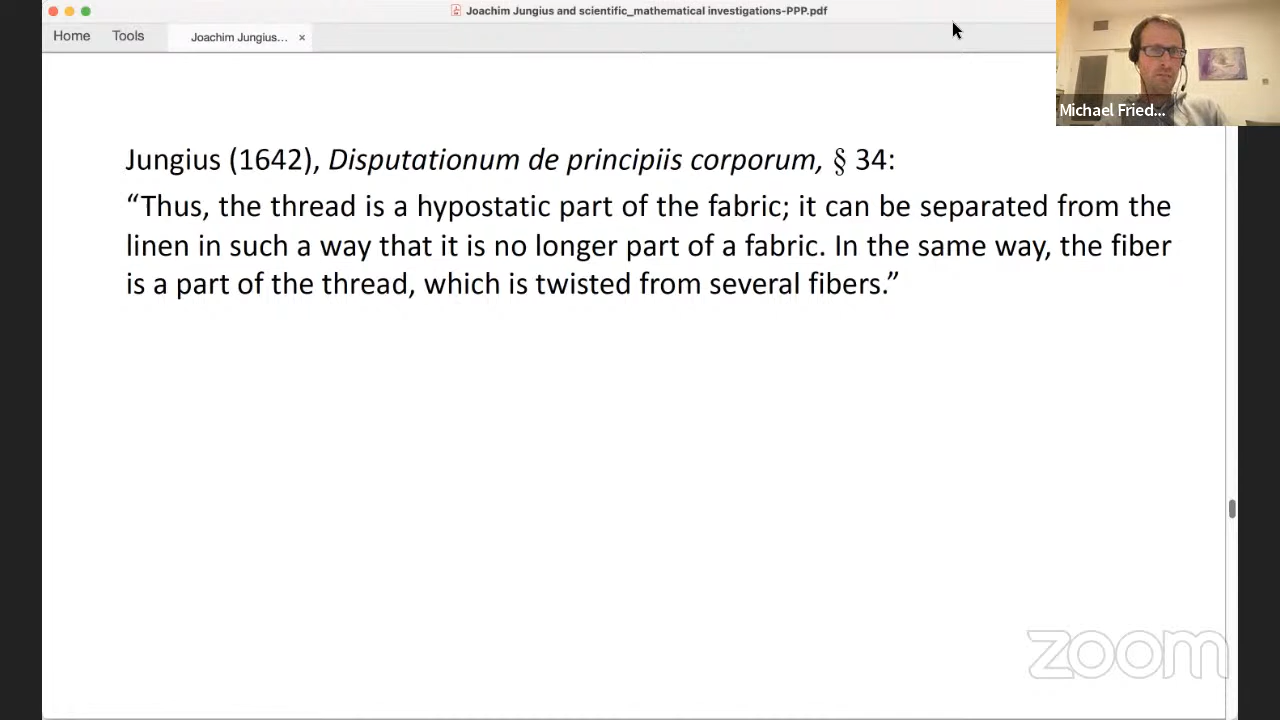 Joachim Jungius and scientific_mathematical investigations-PPP.pdf
Home Tools Joachim Jungius... ×
Michael Fried...
Jungius (1642), Disputationum de principiis corporum, § 34:
“Thus, the thread is a hypostatic part of the fabric; it can be separated from the
linen in such a way that it is no longer part of a fabric. In the same way, the fiber
is a part of the thread, which is twisted from several fibers.”
zoom